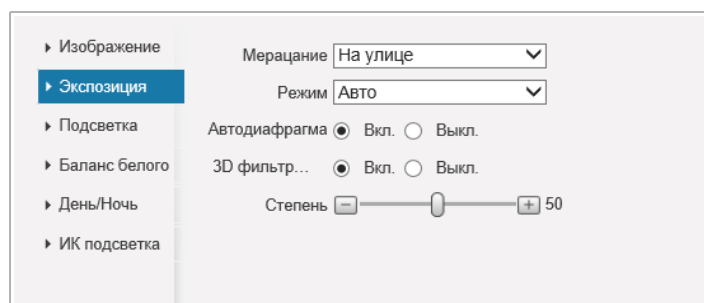 Изображение
Экспозиция
Подсветка
Баланс белого
День/Ночь
ИК подсветка
Мерацание На улице
Режим Авто
Автодиафрагма Вкл. Выкл.
3D фильтр... Вкл. Выкл.
Степень 50